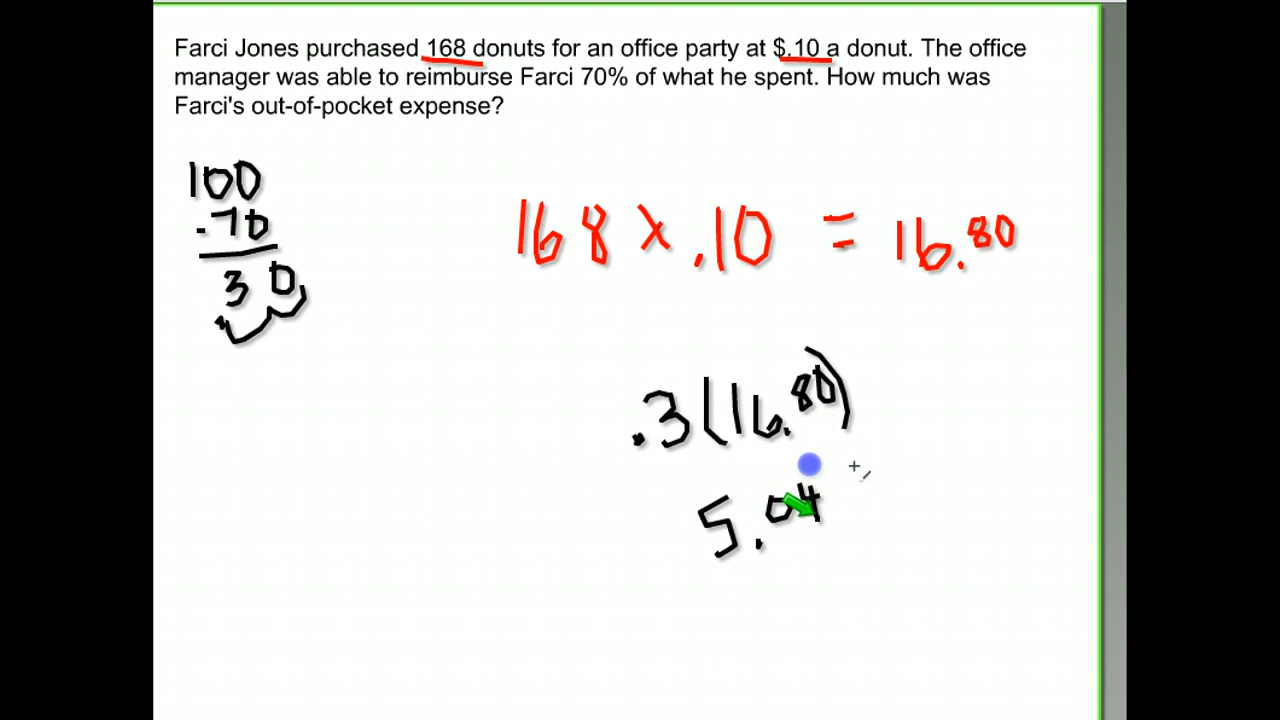 Farci Jones purchased 168 donuts for an office party at $.10 a donut. The office
manager was able to reimburse Farci 70% of what he spent. How much was
Farci's out-of-pocket expense?
100
-70
30
168 x .10 = 16.80
.3(16.80)
5.04